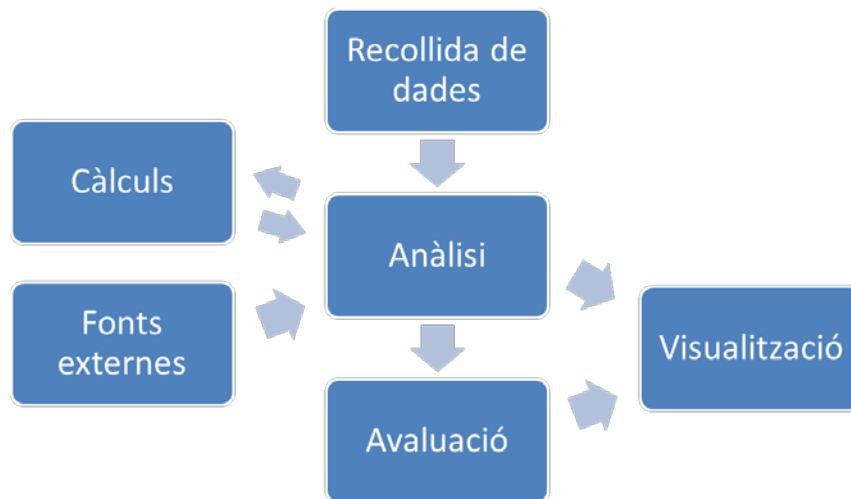 Recollida de
dades
Càlculs
Anàlisi
Fonts
externes
Visualització
Avaluació